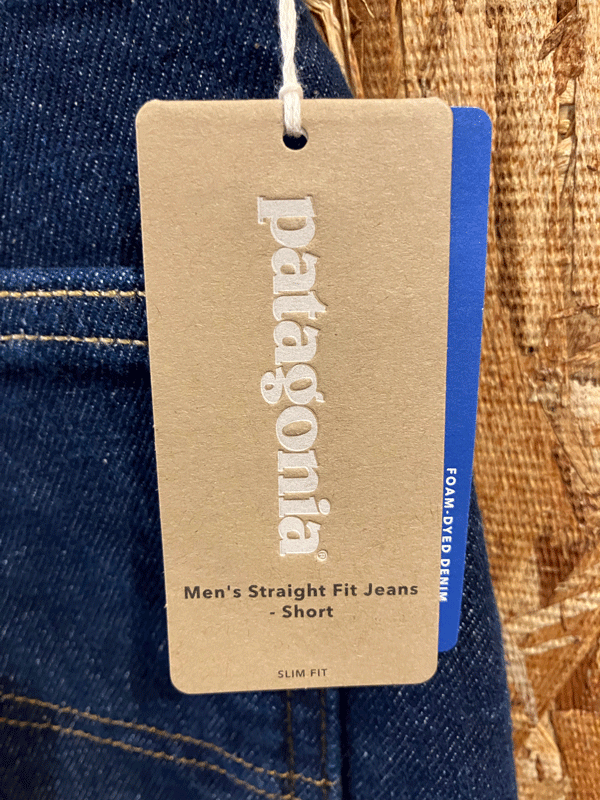 patagonia®
Men's Straight Fit Jeans
- Short
SLIM FIT
FOAM-DYED DENIM